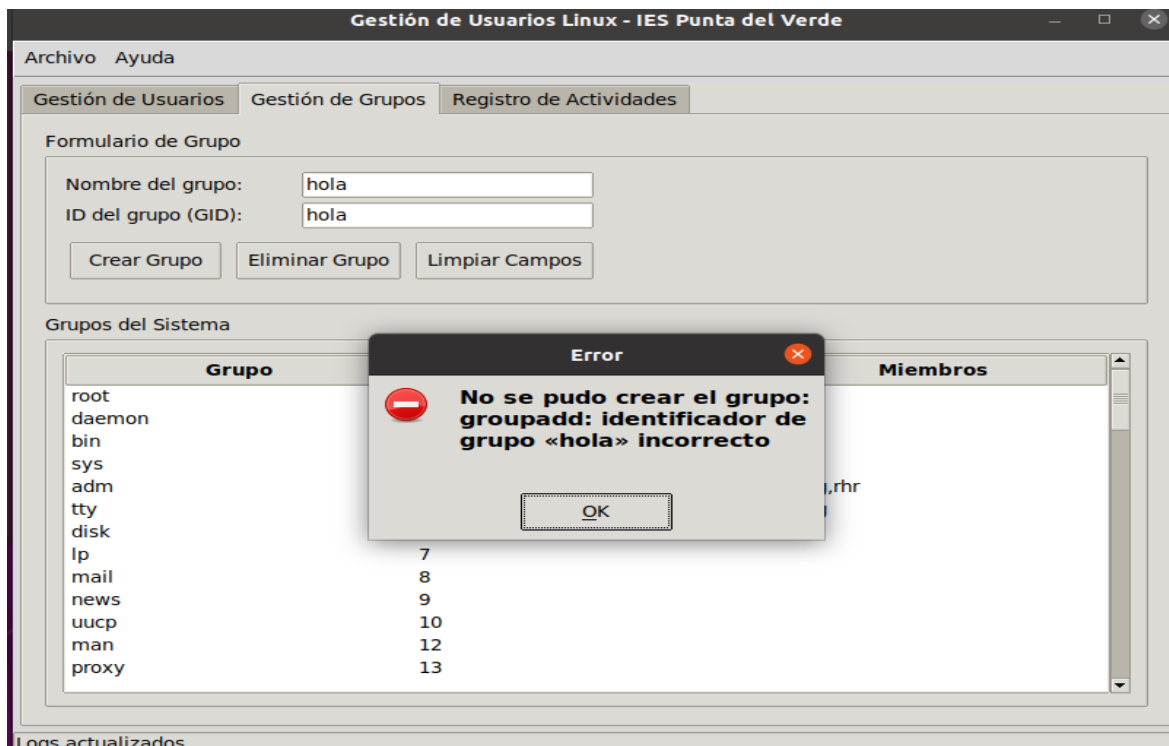 Gestión de Usuarios Linux - IES Punta del Verde
Archivo Ayuda
Gestión de Usuarios Gestión de Grupos Registro de Actividades
Formulario de Grupo
Nombre del grupo: hola
ID del grupo (GID): hola
Crear Grupo Eliminar Grupo Limpiar Campos
Grupos del Sistema
Grupo Miembros
root
daemon
bin
sys
adm ,rhr
tty
disk
lp 7
mail 8
news 9
uucp 10
man 12
proxy 13
Error
No se pudo crear el grupo:
groupadd: identificador de
grupo «hola» incorrecto
OK
Logs actualizados